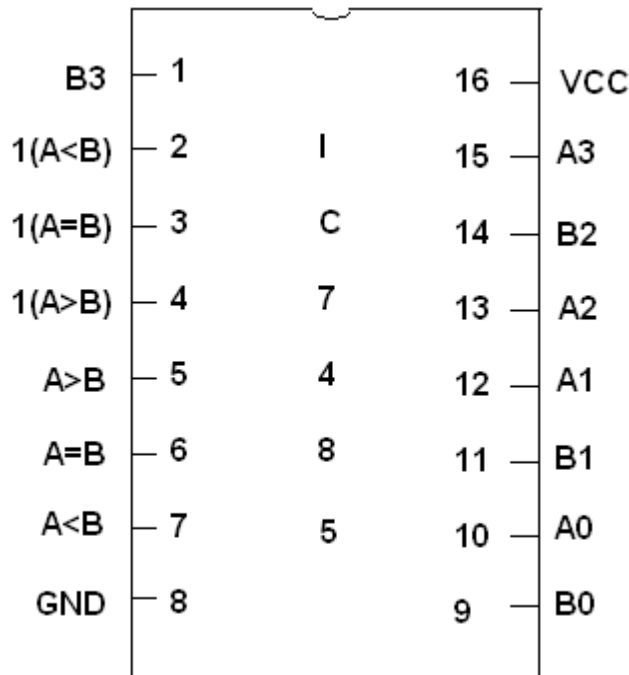 B3 1 16 VCC
1(A<B) 2 I 15 A3
1(A=B) 3 C 14 B2
1(A>B) 4 7 13 A2
A>B 5 4 12 A1
A=B 6 8 11 B1
A<B 7 5 10 A0
GND 8 9 B0